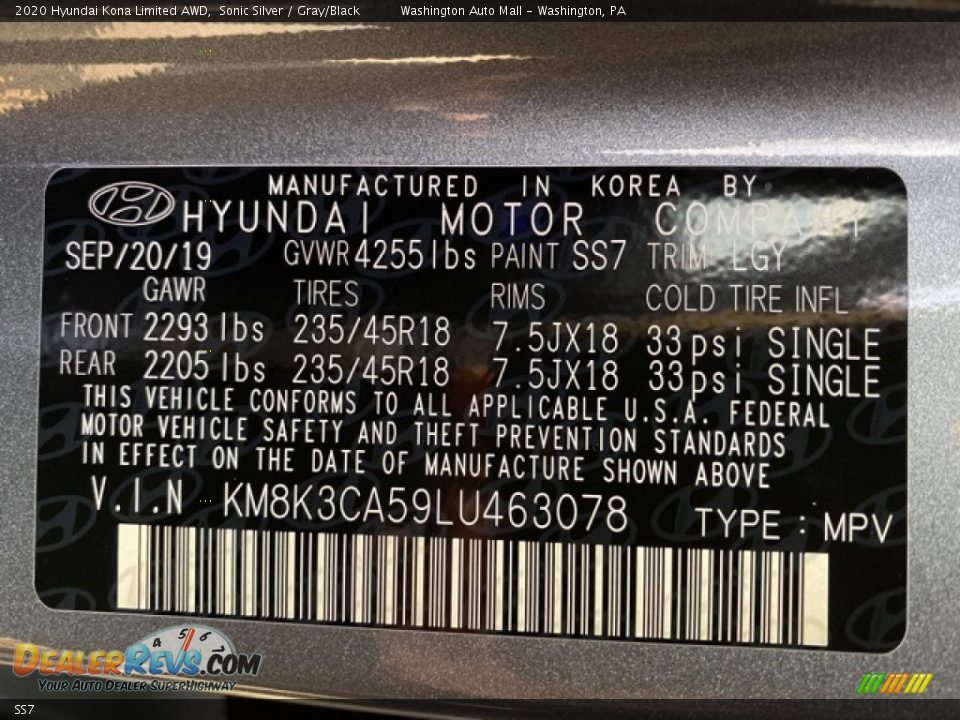 2020 Hyundai Kona Limited AWD,  Sonic Silver / Gray/Black        Washington Auto Mall - Washington, PA
MANUFACTURED IN KOREA BY
HYUNDAI MOTOR COMPANY
SEP/20/19 GVWR 4255 lbs PAINT SS7 TRIM LGY
GAWR TIRES RIMS COLD TIRE INFL
FRONT 2293 lbs 235/45R18 7.5JX18 33 psi SINGLE
REAR 2205 lbs 235/45R18 7.5JX18 33 psi SINGLE
THIS VEHICLE CONFORMS TO ALL APPLICABLE U.S.A. FEDERAL
MOTOR VEHICLE SAFETY AND THEFT PREVENTION STANDARDS
IN EFFECT ON THE DATE OF MANUFACTURE SHOWN ABOVE
V.I.N ... KM8K3CA59LU463078 TYPE : MPV
4 5 6
DEALERREVS.COM
YOUR AUTO DEALER SUPERHIGHWAY
SS7